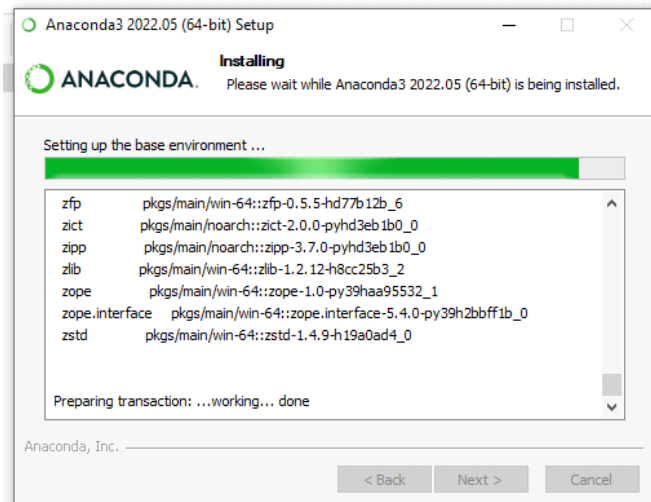 Anaconda3 2022.05 (64-bit) Setup
ANACONDA.
Installing
Please wait while Anaconda3 2022.05 (64-bit) is being installed.
Setting up the base environment ...
zfp pkgs/main/win-64::zfp-0.5.5-hd77b12b_6
zict pkgs/main/noarch::zict-2.0.0-pyhd3eb1b0_0
zipp pkgs/main/noarch::zipp-3.7.0-pyhd3eb1b0_0
zlib pkgs/main/win-64::zlib-1.2.12-h8cc25b3_2
zope pkgs/main/win-64::zope-1.0-py39haa95532_1
zope.interface pkgs/main/win-64::zope.interface-5.4.0-py39h2bbff1b_0
zstd pkgs/main/win-64::zstd-1.4.9-h19a0ad4_0
Preparing transaction: ...working... done
Anaconda, Inc.
< Back Next > Cancel